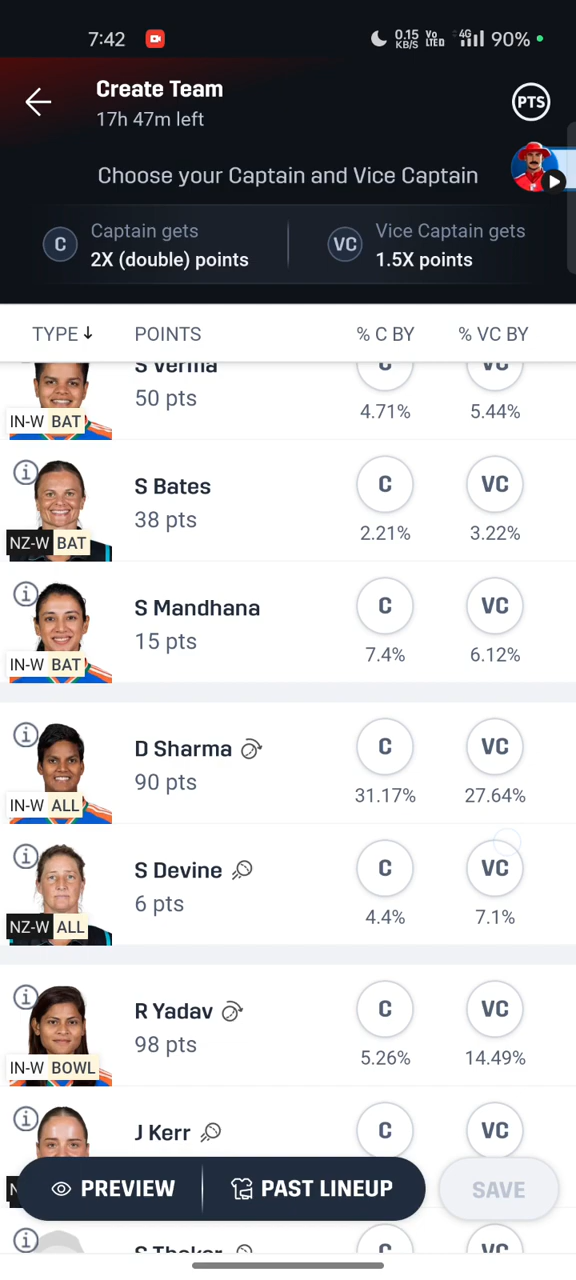 7:42
0.15 KB/S Vo LTED 4G 90%
Create Team
17h 47m left
PTS
Choose your Captain and Vice Captain
C Captain gets 2X (double) points
VC Vice Captain gets 1.5X points
TYPE↓ POINTS % C BY % VC BY
S Verma C VC
50 pts 4.71% 5.44%
IN-W BAT
S Bates C VC
38 pts 2.21% 3.22%
NZ-W BAT
S Mandhana C VC
15 pts 7.4% 6.12%
IN-W BAT
D Sharma C VC
90 pts 31.17% 27.64%
IN-W ALL
S Devine C VC
6 pts 4.4% 7.1%
NZ-W ALL
R Yadav C VC
98 pts 5.26% 14.49%
IN-W BOWL
J Kerr C VC
PREVIEW PAST LINEUP SAVE
C VC